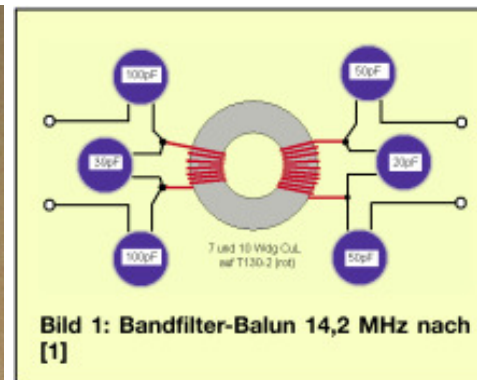 100pF
50pF
30pF
20pF
100pF
50pF
7 und 10 Wdg CuL
auf T130-2 (rot)
Bild 1: Bandfilter-Balun 14,2 MHz nach
[1]